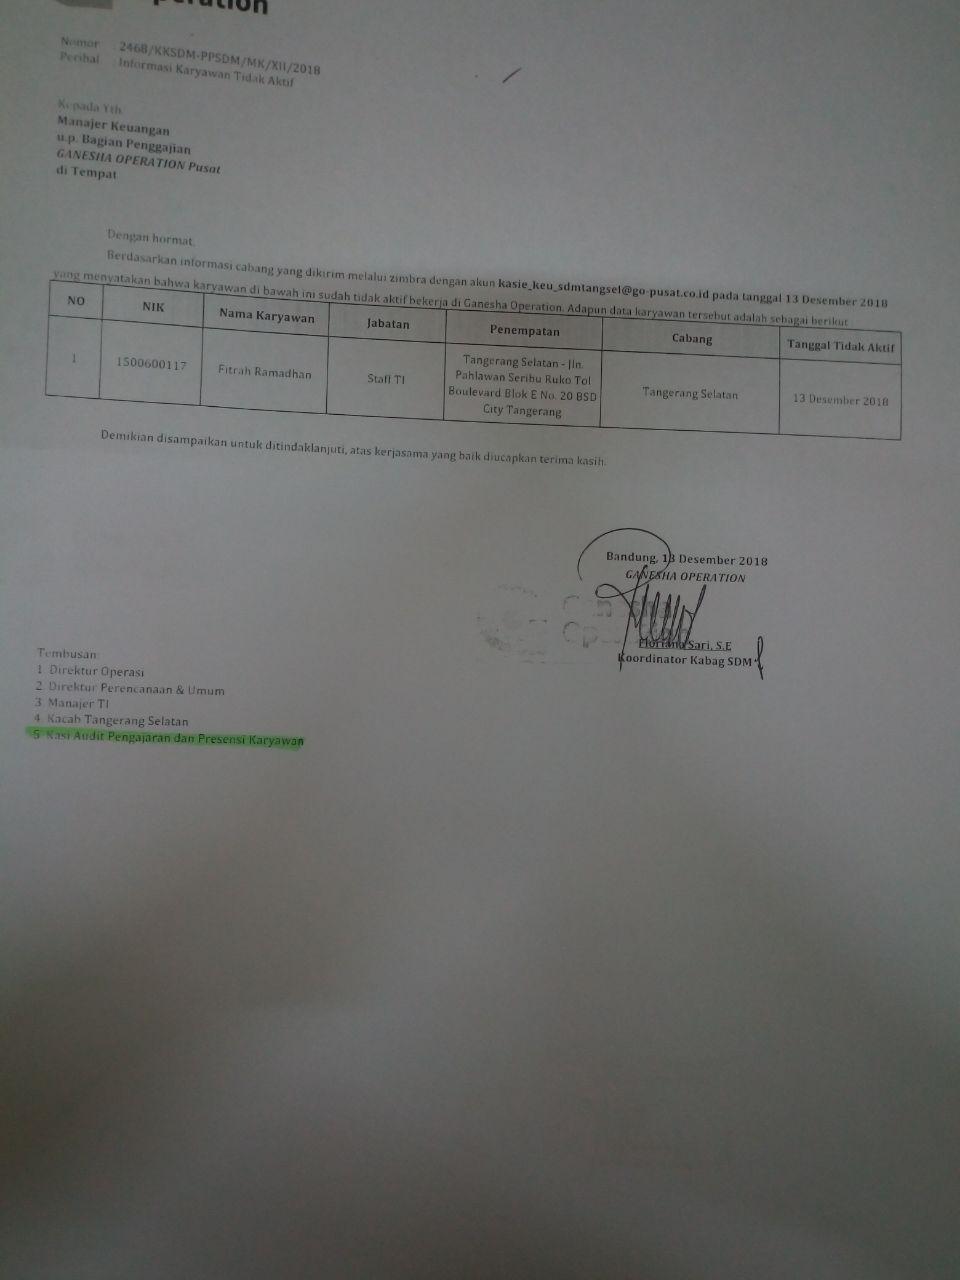 Operation
Nomor : 2468/KKSDM-PPSDM/MK/XII/2018
Perihal : Informasi Karyawan Tidak Aktif
Kepada Yth.
Manajer Keuangan
u.p. Bagian Penggajian
GANESHA OPERATION Pusat
di Tempat
Dengan hormat,
Berdasarkan informasi cabang yang dikirim melalui zimbra dengan akun kasie_keu_sdmtangsel@go-pusat.co.id pada tanggal 13 Desember 2018
yang menyatakan bahwa karyawan di bawah ini sudah tidak aktif bekerja di Ganesha Operation. Adapun data karyawan tersebut adalah sebagai berikut
NO NIK Nama Karyawan Jabatan Penempatan Cabang Tanggal Tidak Aktif
1 1500600117 Fitrah Ramadhan Staff TI Tangerang Selatan - Jln.
Pahlawan Seribu Ruko Tol
Boulevard Blok E No. 20 BSD
City Tangerang
Tangerang Selatan 13 Desember 2018
Demikian disampaikan untuk ditindaklanjuti, atas kerjasama yang baik diucapkan terima kasih.
Bandung, 13 Desember 2018
GANESHA OPERATION
Sari, S.E
Koordinator Kabag SDM
Tembusan:
1 Direktur Operasi
2. Direktur Perencanaan & Umum
3. Manajer TI
4. Kacab Tangerang Selatan
5. Kasi Audit Pengajaran dan Presensi Karyawan